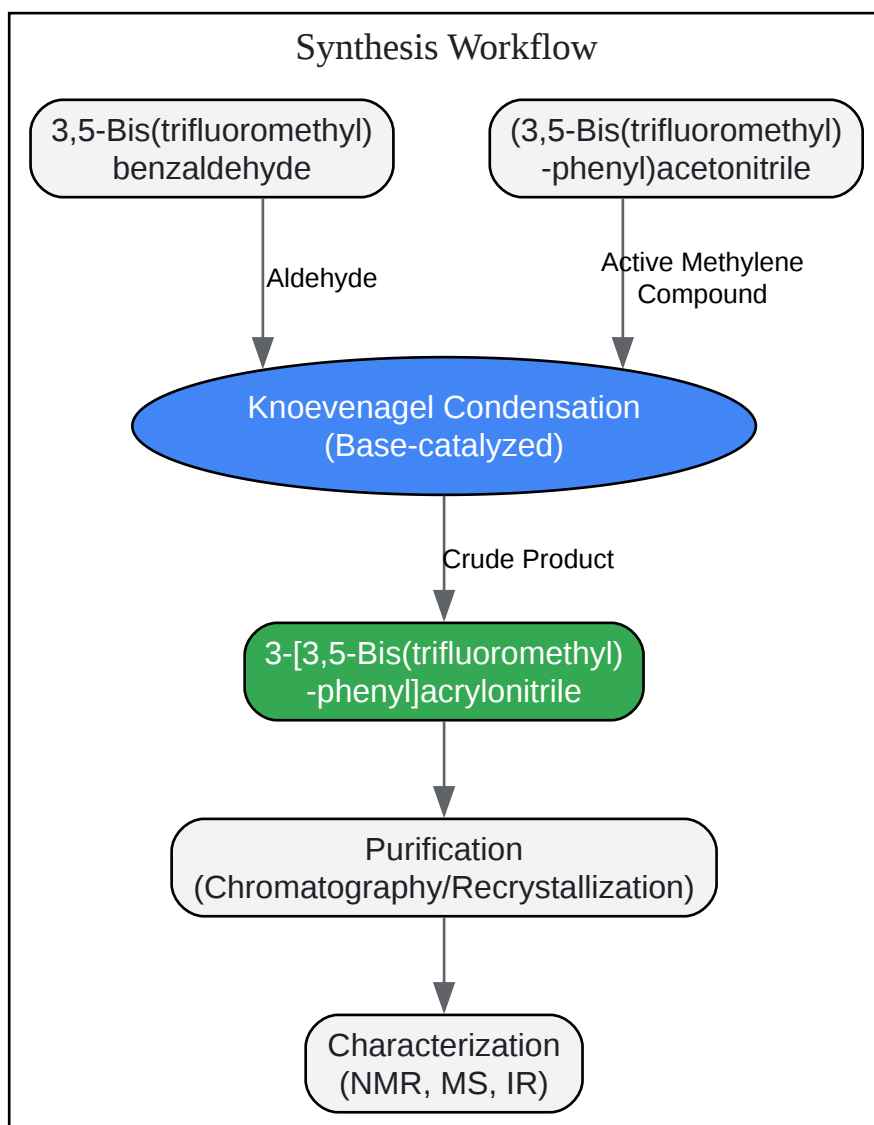 Synthesis Workflow
3,5-Bis(trifluoromethyl)
benzaldehyde
(3,5-Bis(trifluoromethyl)
-phenyl)acetonitrile
Aldehyde
Active Methylene
Compound
Knoevenagel Condensation
(Base-catalyzed)
Crude Product
3-[3,5-Bis(trifluoromethyl)
-phenyl]acrylonitrile
Purification
(Chromatography/Recrystallization)
Characterization
(NMR, MS, IR)